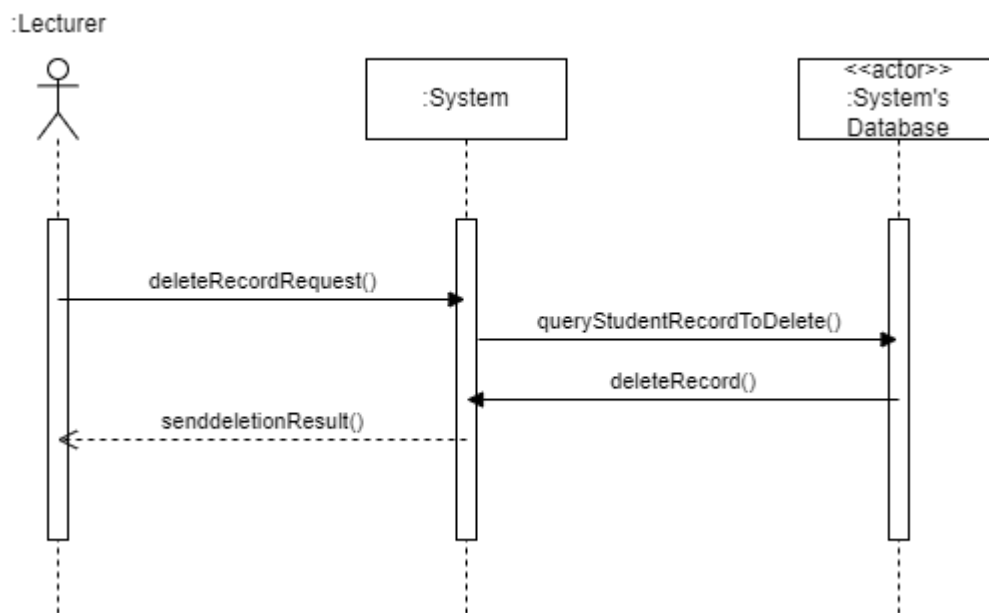 :Lecturer
:System
<<actor>>
:System's
Database
deleteRecordRequest()
queryStudentRecordToDelete()
deleteRecord()
senddeletionResult()